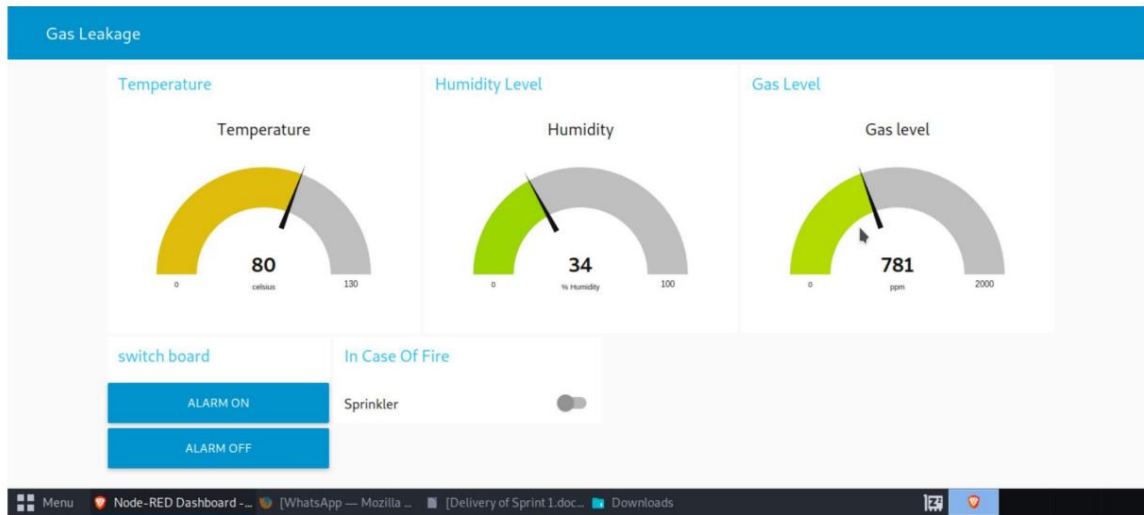 Gas Leakage
Temperature
Humidity Level
Gas Level
Temperature
Humidity
Gas level
80
celsius
0
130
34
% Humidity
0
100
781
ppm
0
2000
switch board
In Case Of Fire
ALARM ON
Sprinkler
ALARM OFF
Menu
Node-RED Dashboard -...
[WhatsApp — Mozilla ...
[Delivery of Sprint 1.doc...
Downloads